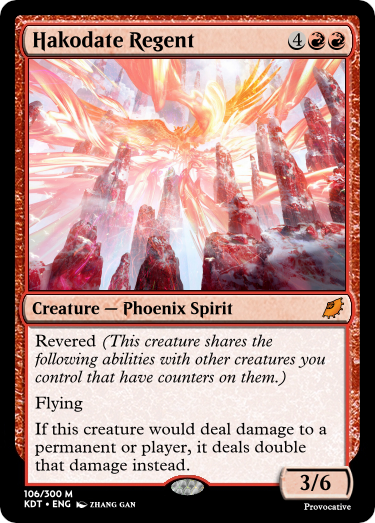 Hakodate Regent 4
Creature — Phoenix Spirit
Revered (This creature shares the
following abilities with other creatures you
control that have counters on them.)
Flying
If this creature would deal damage to a
permanent or player, it deals double
that damage instead.
3/6
106/300 M
KDT • ENG ZHANG GAN
Provocative